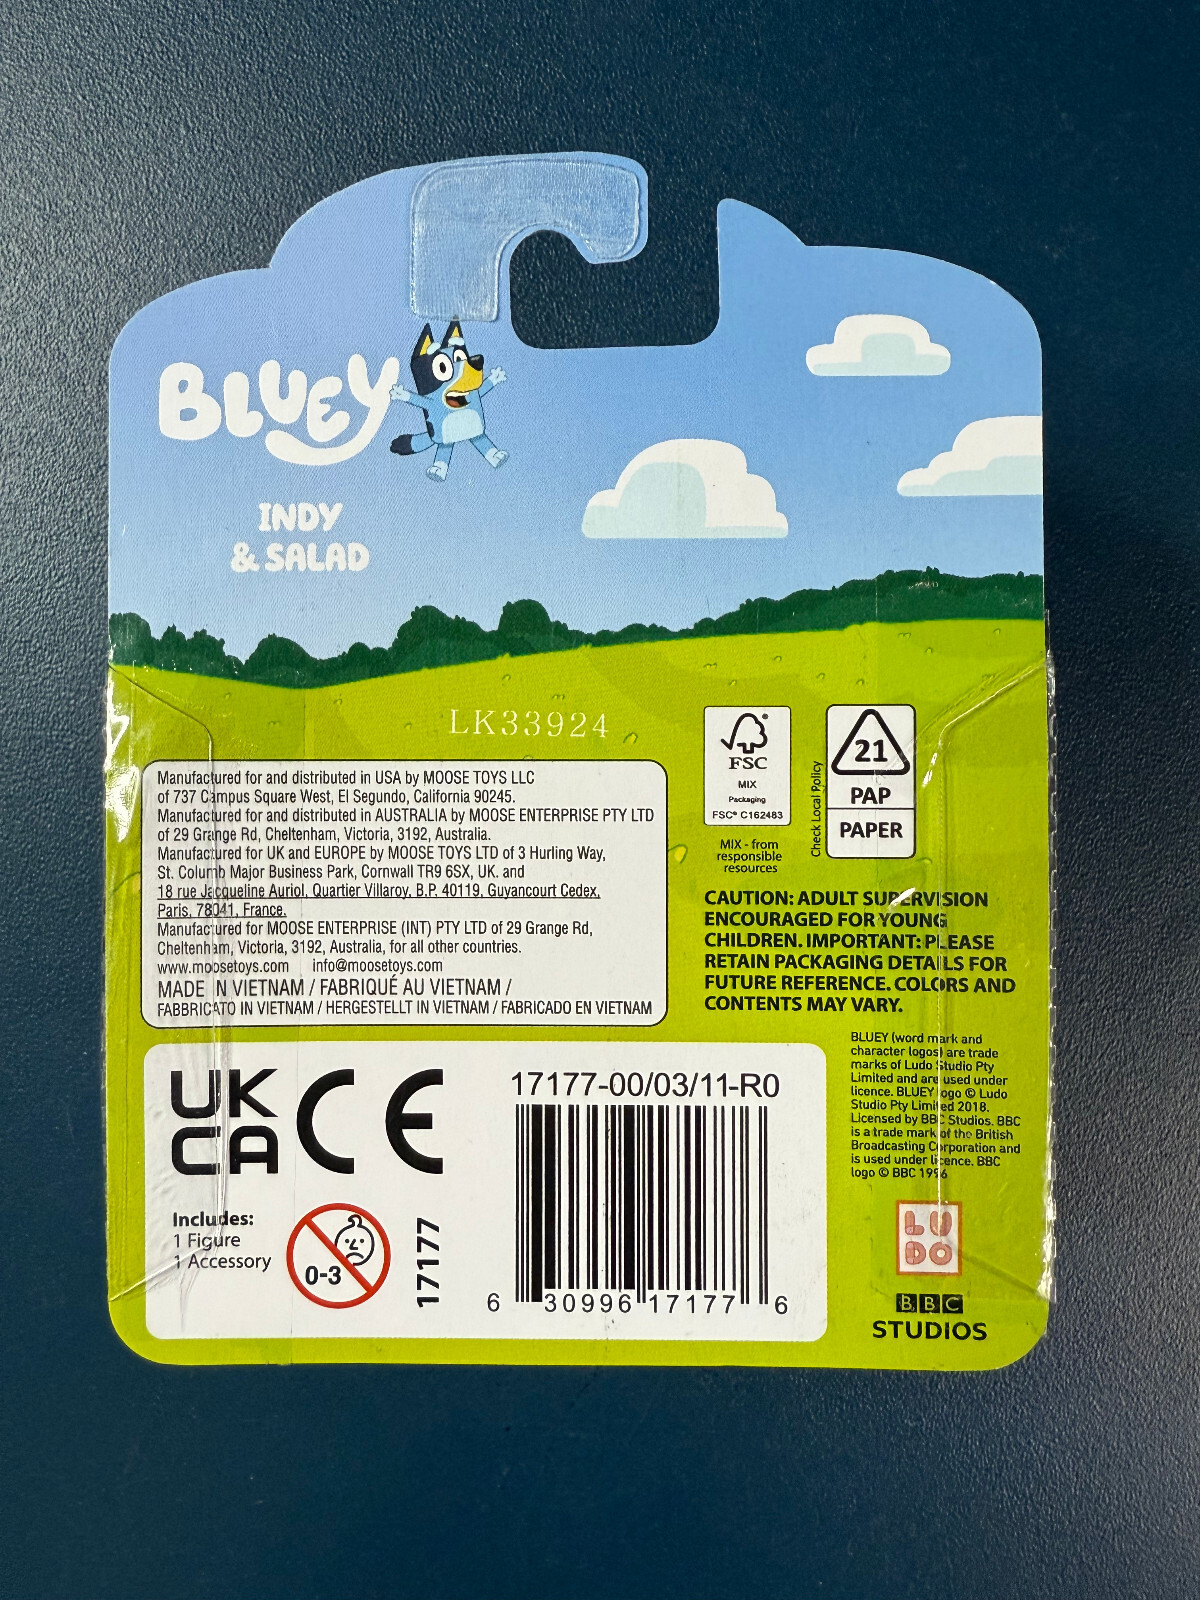 BLUEY
INDY
& SALAD
LK33924
Manufactured for and distributed in USA by MOOSE TOYS LLC
of 737 Campus Square West, El Segundo, California 90245.
Manufactured for and distributed in AUSTRALIA by MOOSE ENTERPRISE PTY LTD
of 29 Grange Rd, Cheltenham, Victoria, 3192, Australia.
Manufactured for UK and EUROPE by MOOSE TOYS LTD of 3 Hurling Way,
St. Columb Major Business Park, Cornwall TR9 6SX, UK. and
18 rue Jacqueline Auriol, Quartier Villaroy, B.P. 40119, Guyancourt Cedex,
Paris, 78041, France.
Manufactured for MOOSE ENTERPRISE (INT) PTY LTD of 29 Grange Rd,
Cheltenham, Victoria, 3192, Australia, for all other countries.
www.moosetoys.com info@moosetoys.com
MADE IN VIETNAM / FABRIQUÉ AU VIETNAM /
FABBRICATO IN VIETNAM / HERGESTELLT IN VIETNAM / FABRICADO EN VIETNAM
FSC
MIX
Packaging
FSC® C162483
MIX - from
responsible
resources
Check Local Policy
21
PAP
PAPER
CAUTION: ADULT SUPERVISION
ENCOURAGED FOR YOUNG
CHILDREN. IMPORTANT: PLEASE
RETAIN PACKAGING DETAILS FOR
FUTURE REFERENCE. COLORS AND
CONTENTS MAY VARY.
BLUEY (word mark and
character logos) are trade
marks of Ludo Studio Pty
Limited and are used under
licence. BLUEY logo © Ludo
Studio Pty Limited 2018.
Licensed by BBC Studios. BBC
is a trade mark of the British
Broadcasting Corporation and
is used under licence. BBC
logo © BBC 1996
UK
CA CE
Includes:
1 Figure
1 Accessory
0-3
17177
17177-00/03/11-R0
6 30996 17177 6
LU
DO
BBC
STUDIOS